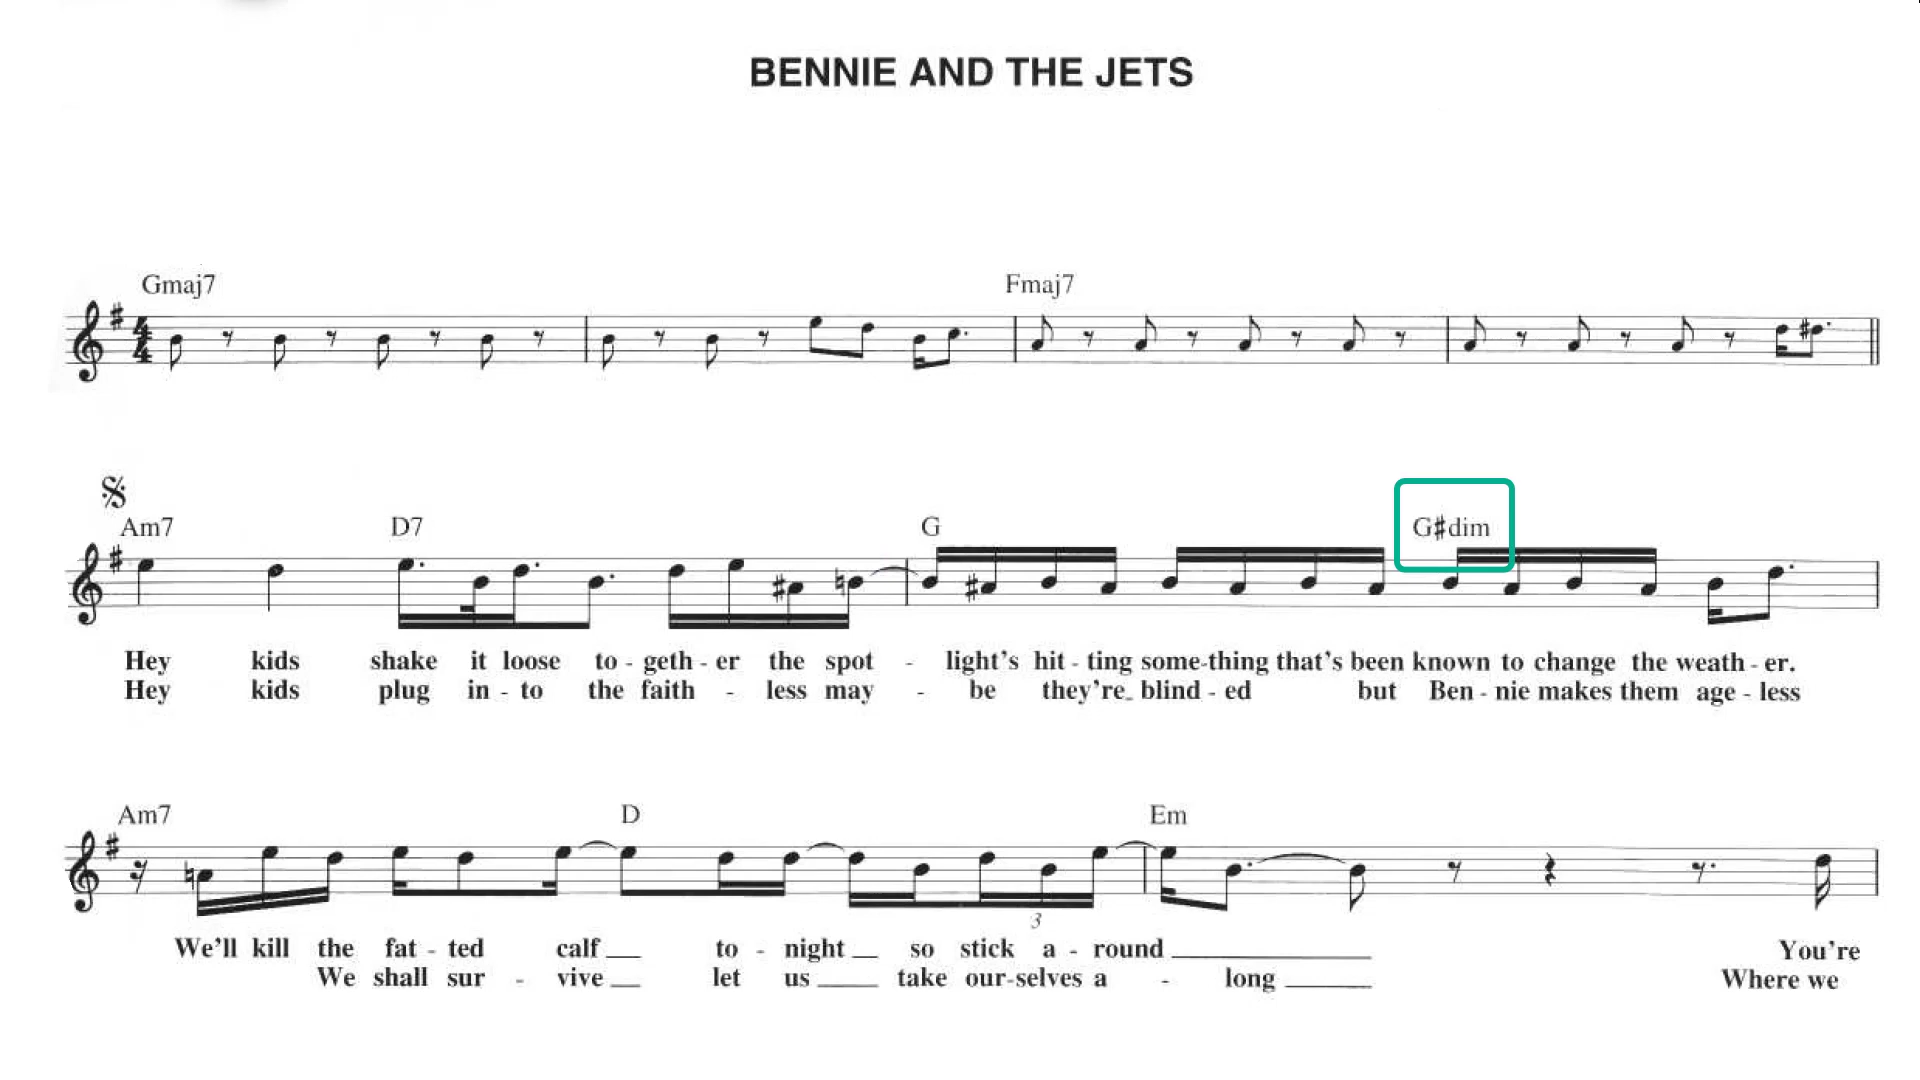 BENNIE AND THE JETS
Gmaj7 Fmaj7
4
4
Am7 D7 G G♯dim
Hey kids shake it loose to - geth - er the spot - light's hit - ting some-thing that's been known to change the weath - er.
Hey kids plug in - to the faith - less may - be they're blind - ed but Ben - nie makes them age - less
Am7 D Em
3
We'll kill the fat - ted calf to - night so stick a - round You're
We shall sur - vive let us take our-selves a - long Where we